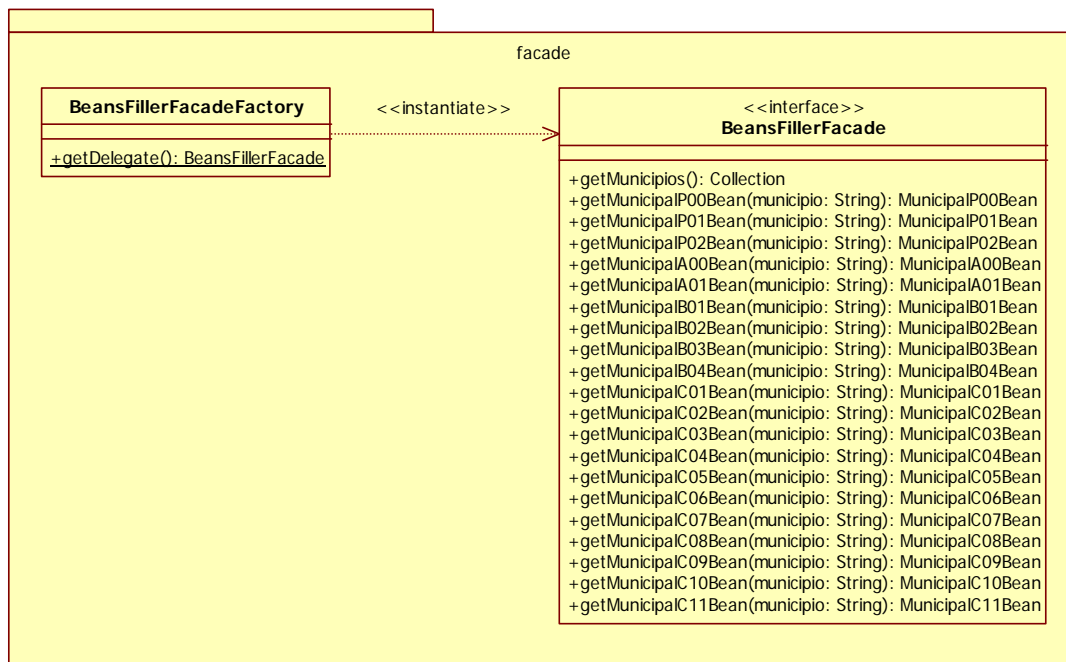 facade
BeansFillerFacadeFactory
+getDelegate(): BeansFillerFacade
<<instantiate>>
<<interface>>
BeansFillerFacade
+getMunicipios(): Collection
+getMunicipalP00Bean(municipio: String): MunicipalP00Bean
+getMunicipalP01Bean(municipio: String): MunicipalP01Bean
+getMunicipalP02Bean(municipio: String): MunicipalP02Bean
+getMunicipalA00Bean(municipio: String): MunicipalA00Bean
+getMunicipalA01Bean(municipio: String): MunicipalA01Bean
+getMunicipalB01Bean(municipio: String): MunicipalB01Bean
+getMunicipalB02Bean(municipio: String): MunicipalB02Bean
+getMunicipalB03Bean(municipio: String): MunicipalB03Bean
+getMunicipalB04Bean(municipio: String): MunicipalB04Bean
+getMunicipalC01Bean(municipio: String): MunicipalC01Bean
+getMunicipalC02Bean(municipio: String): MunicipalC02Bean
+getMunicipalC03Bean(municipio: String): MunicipalC03Bean
+getMunicipalC04Bean(municipio: String): MunicipalC04Bean
+getMunicipalC05Bean(municipio: String): MunicipalC05Bean
+getMunicipalC06Bean(municipio: String): MunicipalC06Bean
+getMunicipalC07Bean(municipio: String): MunicipalC07Bean
+getMunicipalC08Bean(municipio: String): MunicipalC08Bean
+getMunicipalC09Bean(municipio: String): MunicipalC09Bean
+getMunicipalC10Bean(municipio: String): MunicipalC10Bean
+getMunicipalC11Bean(municipio: String): MunicipalC11Bean